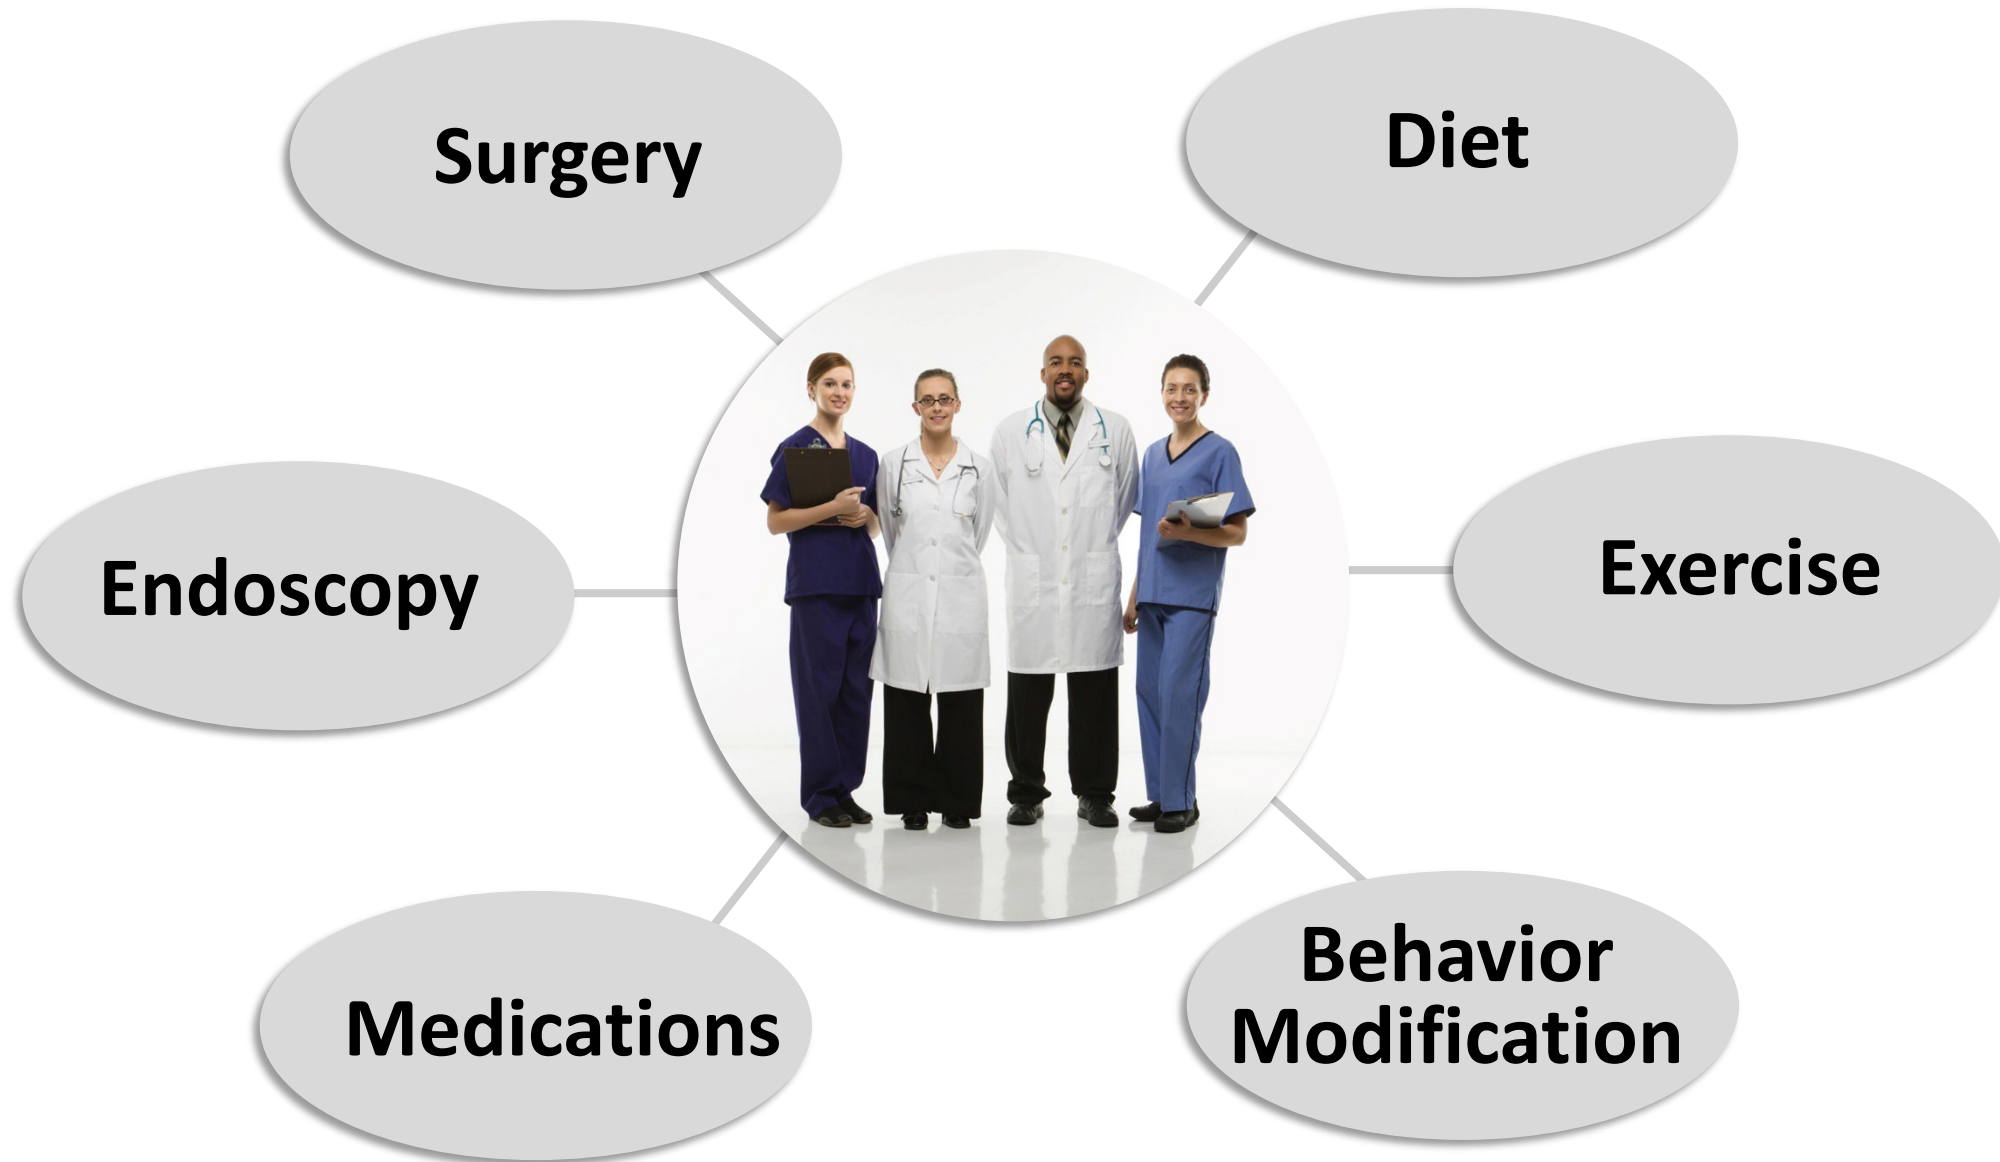 Surgery
Diet
Endoscopy
Exercise
Medications
Behavior
Modification